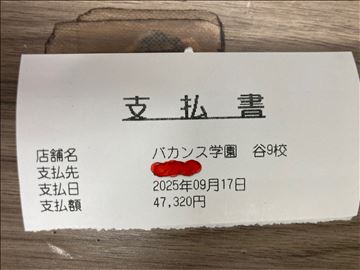 支払書
店舗名 バカンス学園 谷9校
支払先
支払日 2025年09月17日
支払額 47,320円